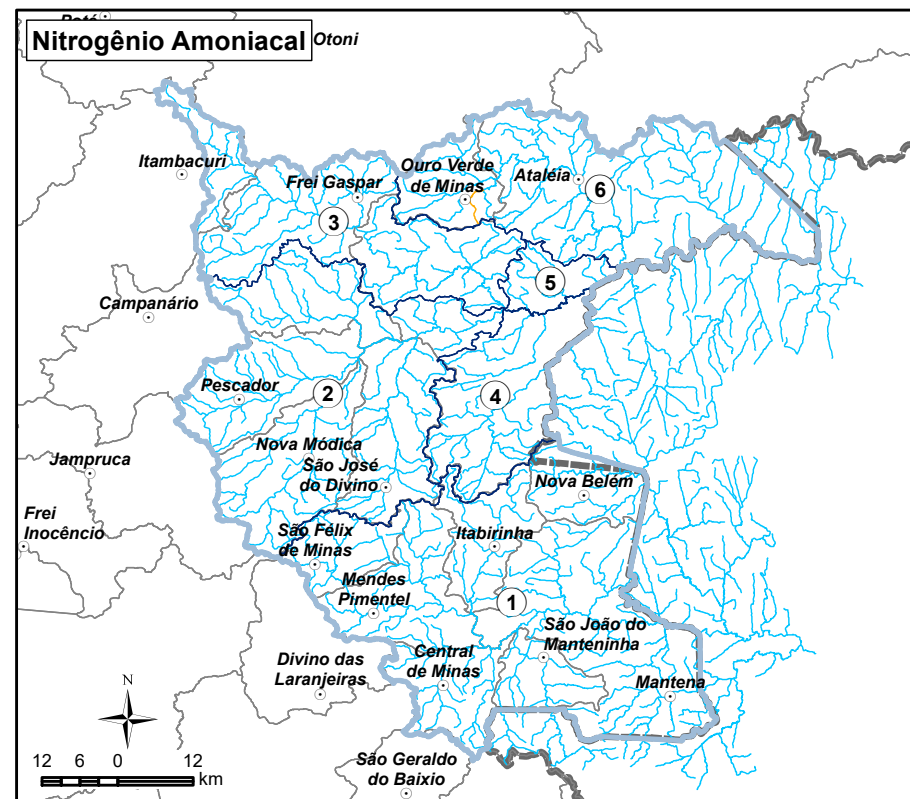 Nitrogênio Amoniacal
Otoni
Itambacuri
Frei Gaspar
Ouro Verde
de Minas
Ataléia
6
3
5
Campanário
Pescador
2
4
Nova Módica
São José
do Divino
Jampruca
Nova Belém
Frei
Inocêncio
São Félix
de Minas
Itabirinha
Mendes
Pimentel
1
São João do
Manteninha
Divino das
Laranjeiras
Central
de Minas
Mantena
N
São Geraldo
do Baixio
12 6 0 12
km